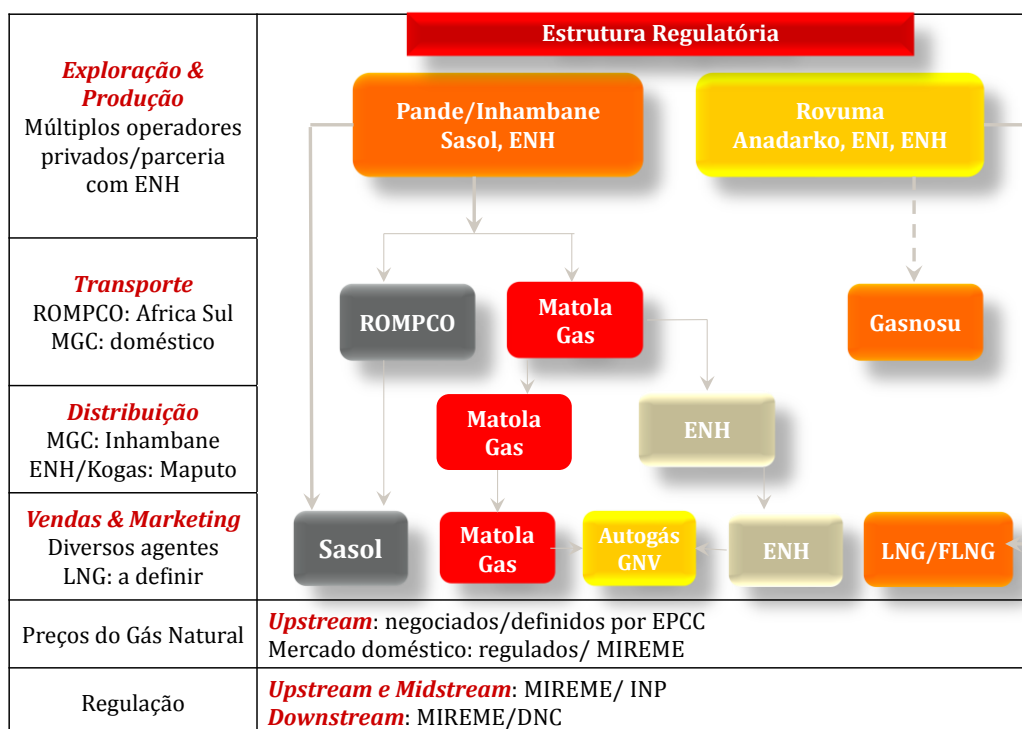 Estrutura Regulatória
Exploração &
Produção
Múltiplos operadores
privados/parceria
com ENH
Pande/Inhambane
Sasol, ENH
Rovuma
Anadarko, ENI, ENH
Transporte
ROMPCO: Africa Sul
MGC: doméstico
ROMPCO
Matola
Gas
Gasnosu
Distribuição
MGC: Inhambane
ENH/Kogas: Maputo
Matola
Gas
ENH
Vendas & Marketing
Diversos agentes
LNG: a definir
Sasol
Matola
Gas
Autogás
GNV
ENH
LNG/FLNG
Preços do Gás Natural
Upstream: negociados/definidos por EPCC
Mercado doméstico: regulados/ MIREME
Regulação
Upstream e Midstream: MIREME/ INP
Downstream: MIREME/DNC